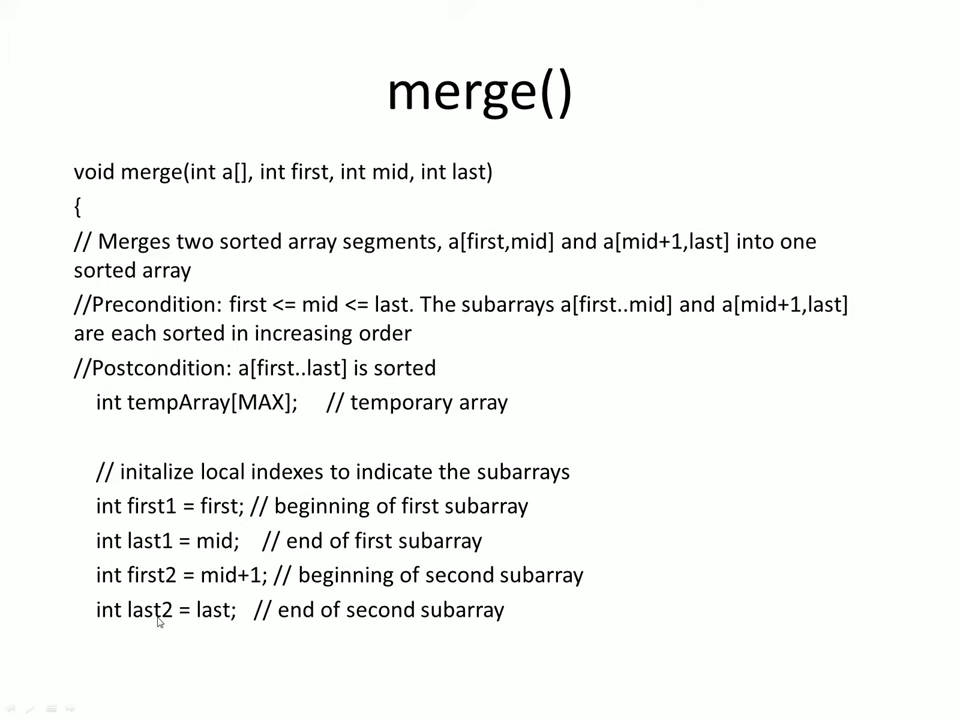 merge()
void merge(int a[], int first, int mid, int last)
{
// Merges two sorted array segments, a[first,mid] and a[mid+1,last] into one
sorted array
//Precondition: first <= mid <= last. The subarrays a[first..mid] and a[mid+1,last]
are each sorted in increasing order
//Postcondition: a[first..last] is sorted
int tempArray[MAX]; // temporary array
// initalize local indexes to indicate the subarrays
int first1 = first; // beginning of first subarray
int last1 = mid; // end of first subarray
int first2 = mid+1; // beginning of second subarray
int last2 = last; // end of second subarray